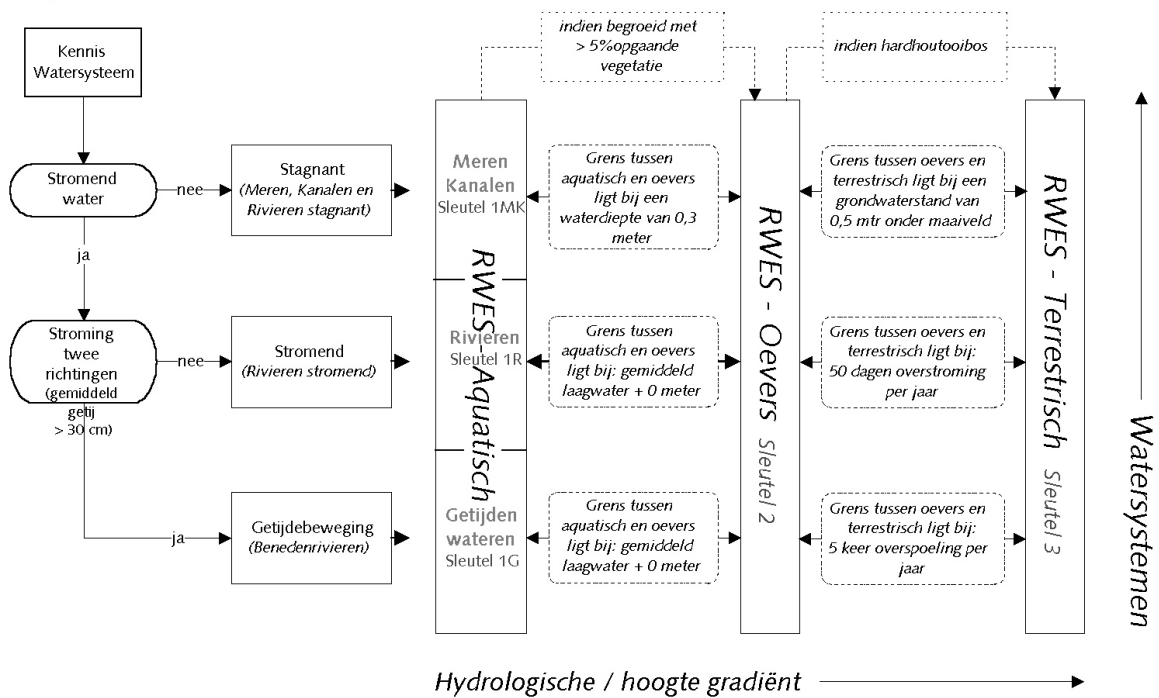 Kennis
Watersysteem
Stromend
water
nee
ja
Stroming
twee
richtingen
(gemiddeld
getij
> 30 cm)
nee
ja
Stagnant
(Meren, Kanalen en
Rivieren stagnant)
Stromend
(Rivieren stromend)
Getijdebeweging
(Benedenrivieren)
Meren
Kanalen
Sleutel 1MK
Rivieren
Sleutel 1R
Getijden
wateren
Sleutel 1G
RWES - Aquatisch
indien begroeid met
> 5%opgaande
vegetatie
Grens tussen
aquatisch en oevers
ligt bij een
waterdiepte van 0,3
meter
Grens tussen
aquatisch en oevers
ligt bij: gemiddeld
laagwater + 0 meter
Grens tussen
aquatisch en oevers
ligt bij: gemiddeld
laagwater + 0 meter
RWES - Oevers Sleutel 2
indien hardhoutooibos
Grens tussen oevers en
terrestrisch ligt bij een
grondwaterstand van
0,5 mtr onder maaiveld
Grens tussen oevers en
terrestrisch ligt bij:
50 dagen overstroming
per jaar
Grens tussen oevers en
terrestrisch ligt bij:
5 keer overspoeling per
jaar
RWES - Terrestrisch Sleutel 3
Watersystemen
Hydrologische / hoogte gradiënt